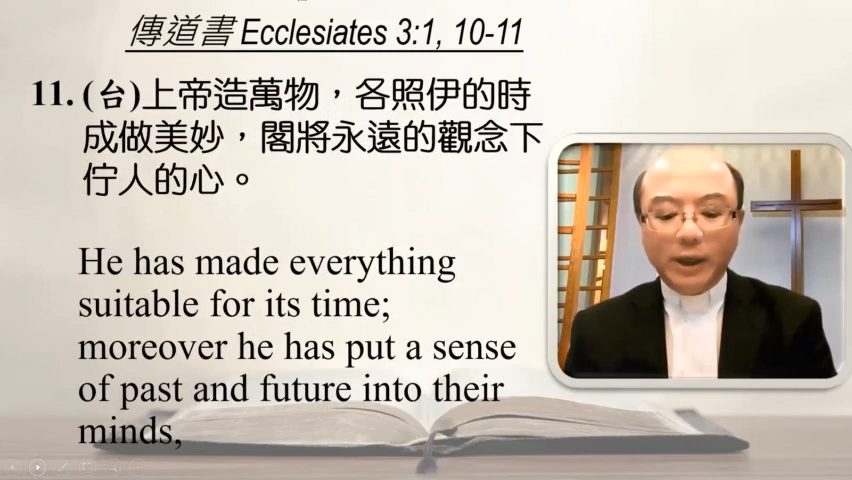 傳道書 Ecclesiates 3:1, 10-11
11. (台)上帝造萬物，各照伊的時
成做美妙，閣將永遠的觀念下
佇人的心。
He has made everything
suitable for its time;
moreover he has put a sense
of past and future into their
minds,